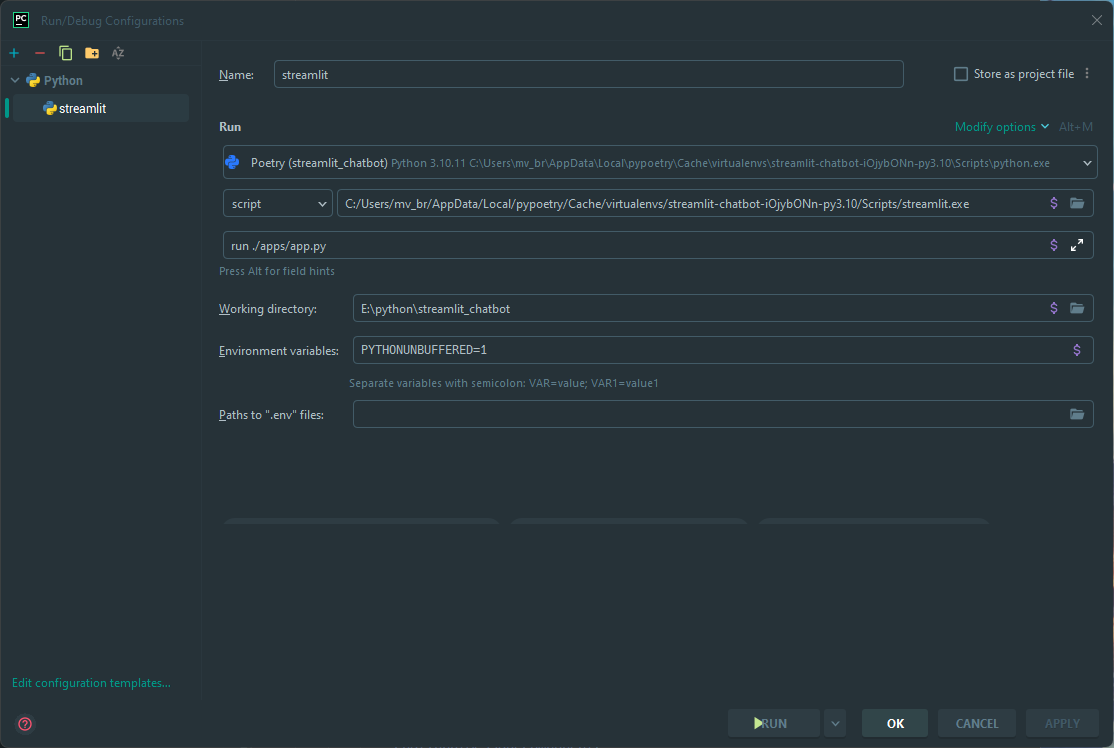 PC Run/Debug Configurations
AZ
Python
streamlit
Name: streamlit Store as project file
Run Modify options Alt+M
Poetry (streamlit_chatbot) Python 3.10.11 C:\Users\mv_br\AppData\Local\pypoetry\Cache\virtualenvs\streamlit-chatbot-iOjybONn-py3.10\Scripts\python.exe
script C:/Users/mv_br/AppData/Local/pypoetry/Cache/virtualenvs/streamlit-chatbot-iOjybONn-py3.10/Scripts/streamlit.exe $
run ./apps/app.py $
Press Alt for field hints
Working directory: E:\python\streamlit_chatbot $
Environment variables: PYTHONUNBUFFERED=1 $
Separate variables with semicolon: VAR=value; VAR1=value1
Paths to ".env" files:
Edit configuration templates...
? RUN OK CANCEL APPLY